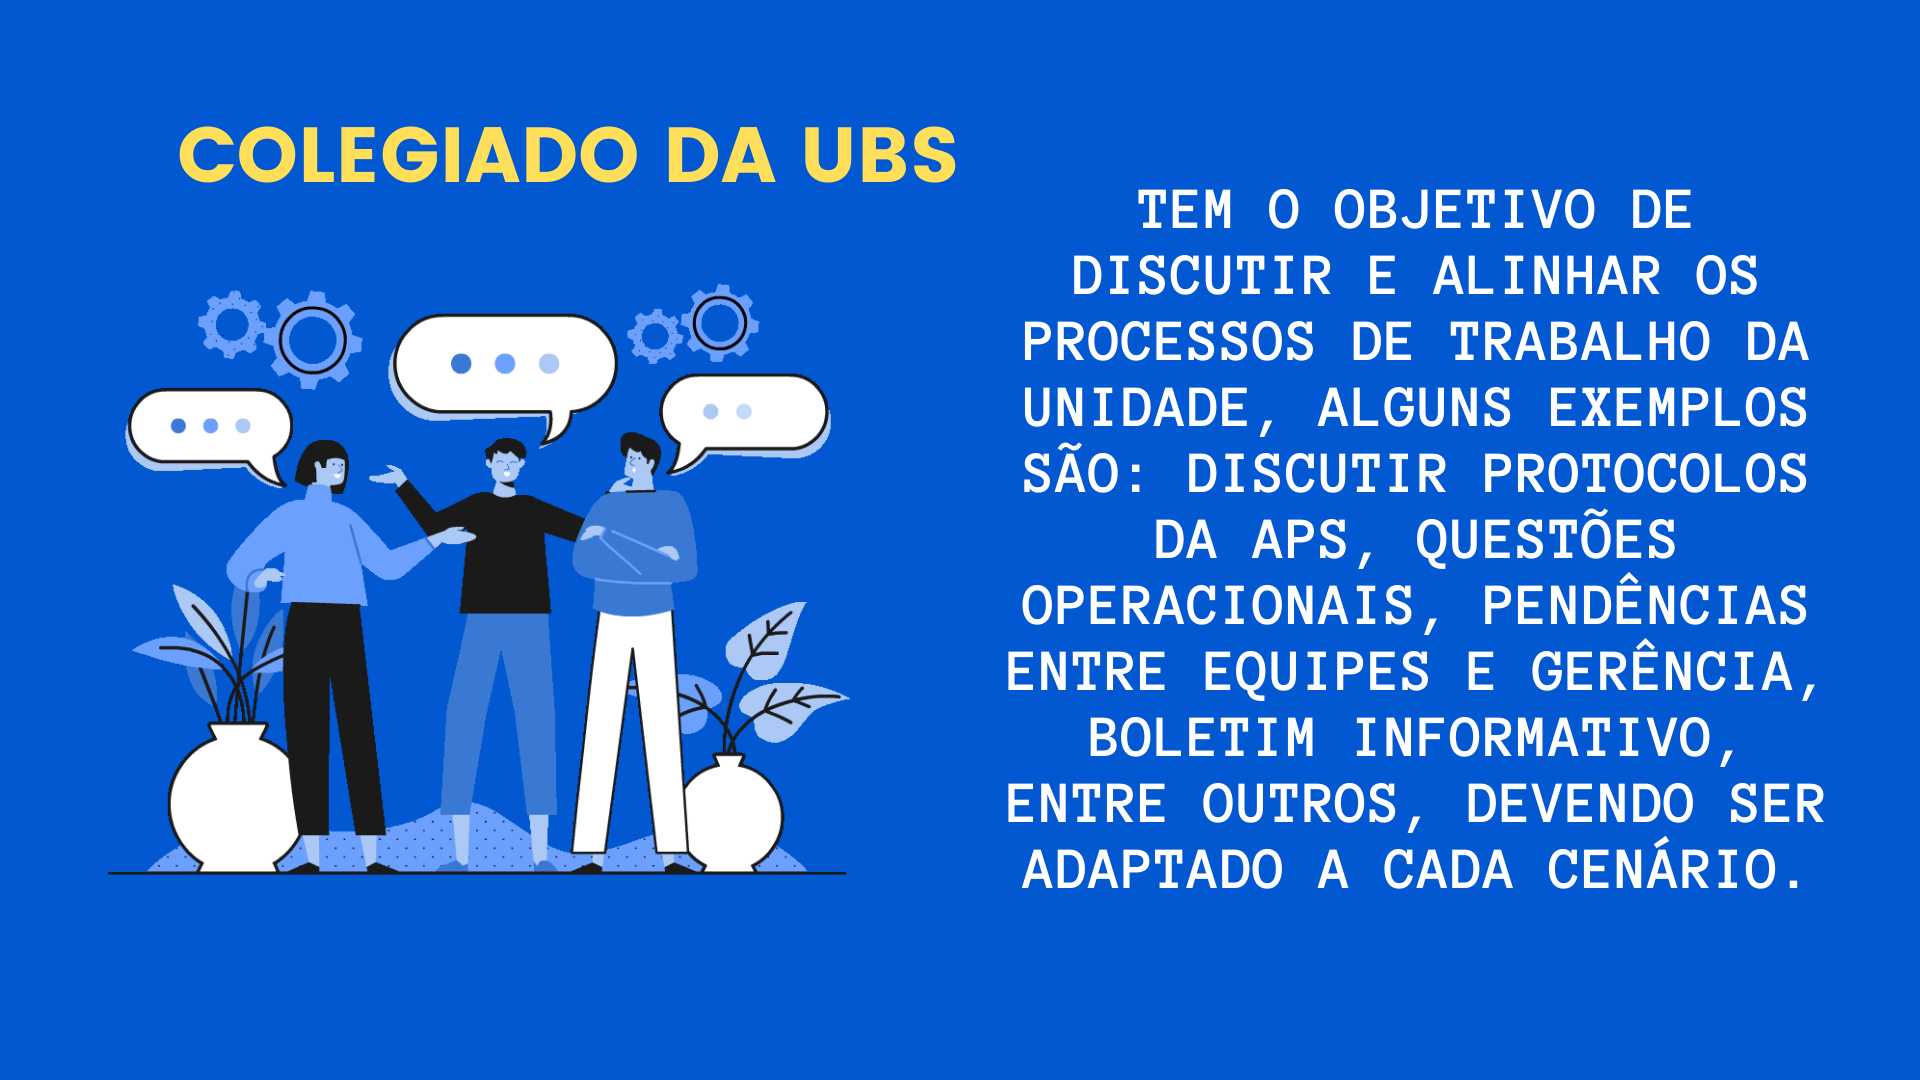 COLEGIADO DA UBS
TEM O OBJETIVO DE
DISCUTIR E ALINHAR OS
PROCESSOS DE TRABALHO DA
UNIDADE, ALGUNS EXEMPLOS
SÃO: DISCUTIR PROTOCOLOS
DA APS, QUESTÕES
OPERACIONAIS, PENDÊNCIAS
ENTRE EQUIPES E GERÊNCIA,
BOLETIM INFORMATIVO,
ENTRE OUTROS, DEVENDO SER
ADAPTADO A CADA CENÁRIO.